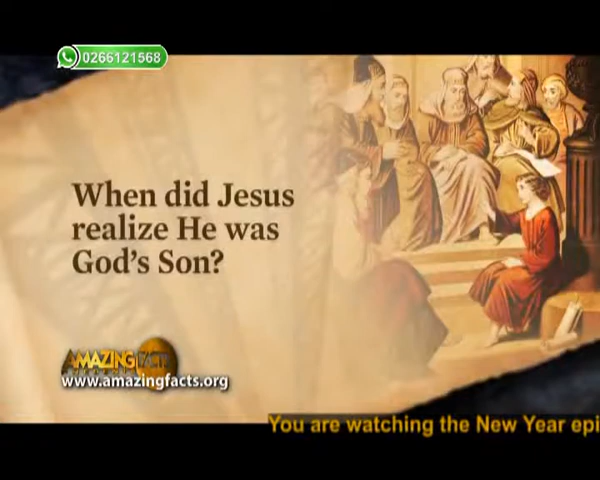 0266121568
When did Jesus
realize He was
God's Son?
AMAZING FACTS
www.amazingfacts.org
You are watching the New Year epi